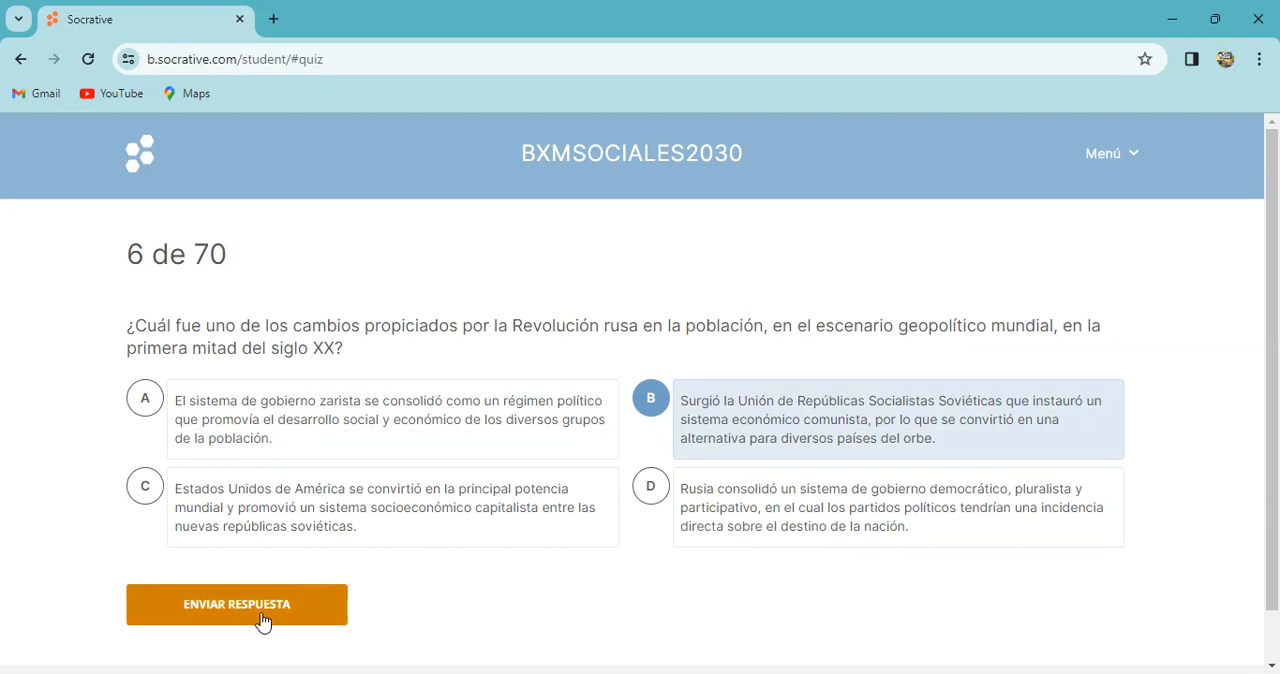 Socrative
b.socrative.com/student/#quiz
Gmail YouTube Maps
BXMSOCIALES2030
Menú
6 de 70
¿Cuál fue uno de los cambios propiciados por la Revolución rusa en la población, en el escenario geopolítico mundial, en la
primera mitad del siglo XX?
A
El sistema de gobierno zarista se consolidó como un régimen político
que promovía el desarrollo social y económico de los diversos grupos
de la población.
B
Surgió la Unión de Repúblicas Socialistas Soviéticas que instauró un
sistema económico comunista, por lo que se convirtió en una
alternativa para diversos países del orbe.
C
Estados Unidos de América se convirtió en la principal potencia
mundial y promovió un sistema socioeconómico capitalista entre las
nuevas repúblicas soviéticas.
D
Rusia consolidó un sistema de gobierno democrático, pluralista y
participativo, en el cual los partidos políticos tendrían una incidencia
directa sobre el destino de la nación.
ENVIAR RESPUESTA